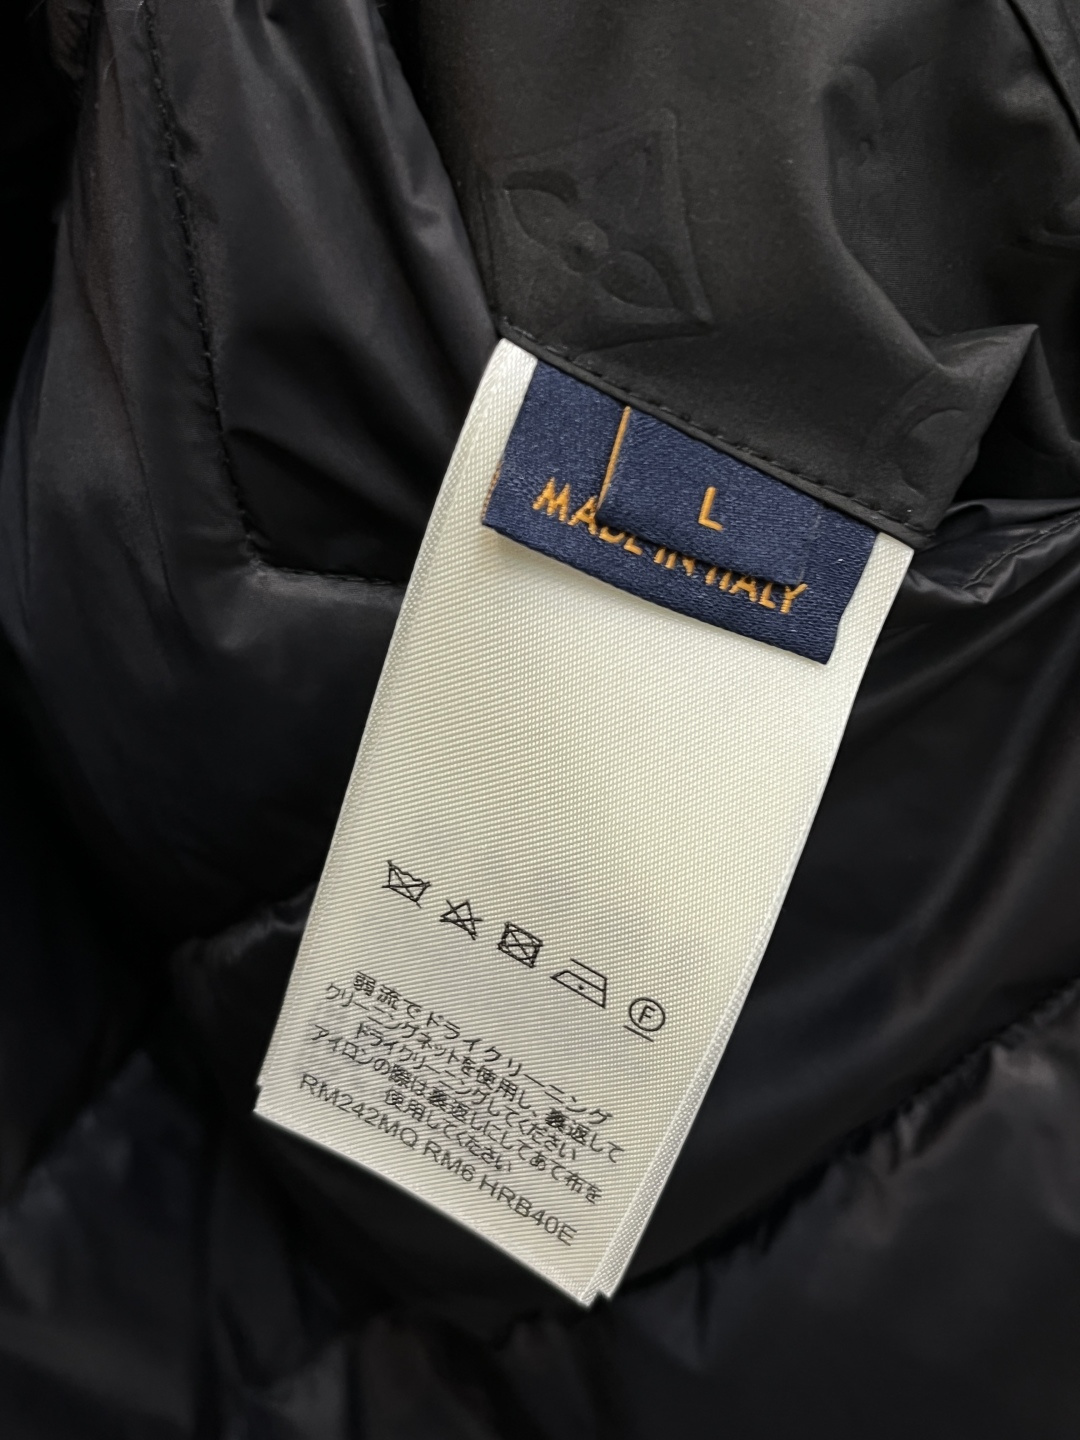 L
MADE IN ITALY
F
弱流でドライクリーニング
クリーニングネットを使用し、裏返して
ドライクリーニングしてください
アイロンの際は裏返しにしてあて布を
使用してください
RM242MQ RM6 HRB40E